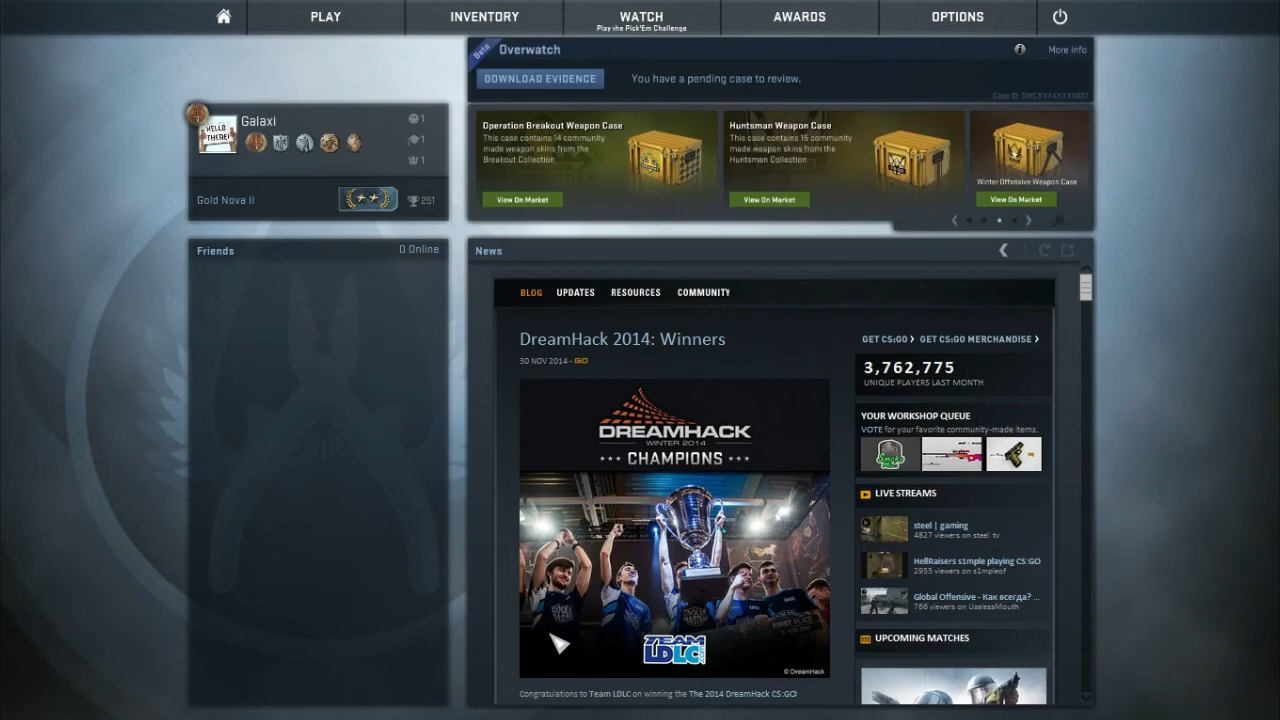 PLAY
INVENTORY
WATCH
Play the Pick'Em Challenge
AWARDS
OPTIONS
Beta
Overwatch
More Info
DOWNLOAD EVIDENCE
You have a pending case to review.
HELLO THERE!
Galaxi
1
1
1
Gold Nova II
251
Operation Breakout Weapon Case
This case contains 14 community
made weapon skins from the
Breakout Collection
View On Market
Huntsman Weapon Case
This case contains 15 community
made weapon skins from the
Huntsman Collection
View On Market
Winter Offensive Weapon Case
View On Market
Friends
0 Online
News
BLOG
UPDATES
RESOURCES
COMMUNITY
DreamHack 2014: Winners
30 NOV 2014 - GO
DREAMHACK
WINTER 2014
CHAMPIONS
TEAM
LDLC.com
© DreamHack
Congratulations to Team LDLC on winning the The 2014 DreamHack CS:GO
GET CS:GO
GET CS:GO MERCHANDISE
3,762,775
UNIQUE PLAYERS LAST MONTH
YOUR WORKSHOP QUEUE
VOTE for your favorite community-made items.
LIVE STREAMS
steel | gaming
4827 viewers on steel_tv
HellRaisers s1mple playing CS:GO
2955 viewers on s1mpleof
Global Offensive - Как всегда? ...
766 viewers on UselessMouth
UPCOMING MATCHES